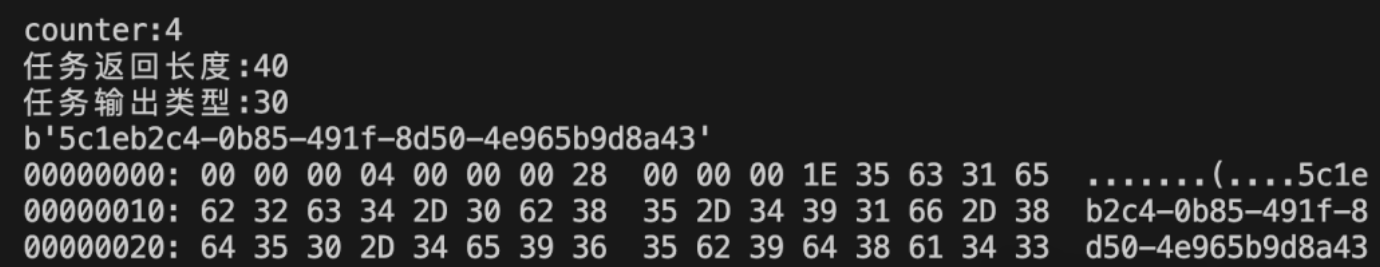 counter:4
任务返回长度:40
任务输出类型:30
b'5c1eb2c4-0b85-491f-8d50-4e965b9d8a43'
00000000: 00 00 00 04 00 00 00 28  00 00 00 1E 35 63 31 65  .......(....5c1e
00000010: 62 32 63 34 2D 30 62 38  35 2D 34 39 31 66 2D 38  b2c4-0b85-491f-8
00000020: 64 35 30 2D 34 65 39 36  35 62 39 64 38 61 34 33  d50-4e965b9d8a43